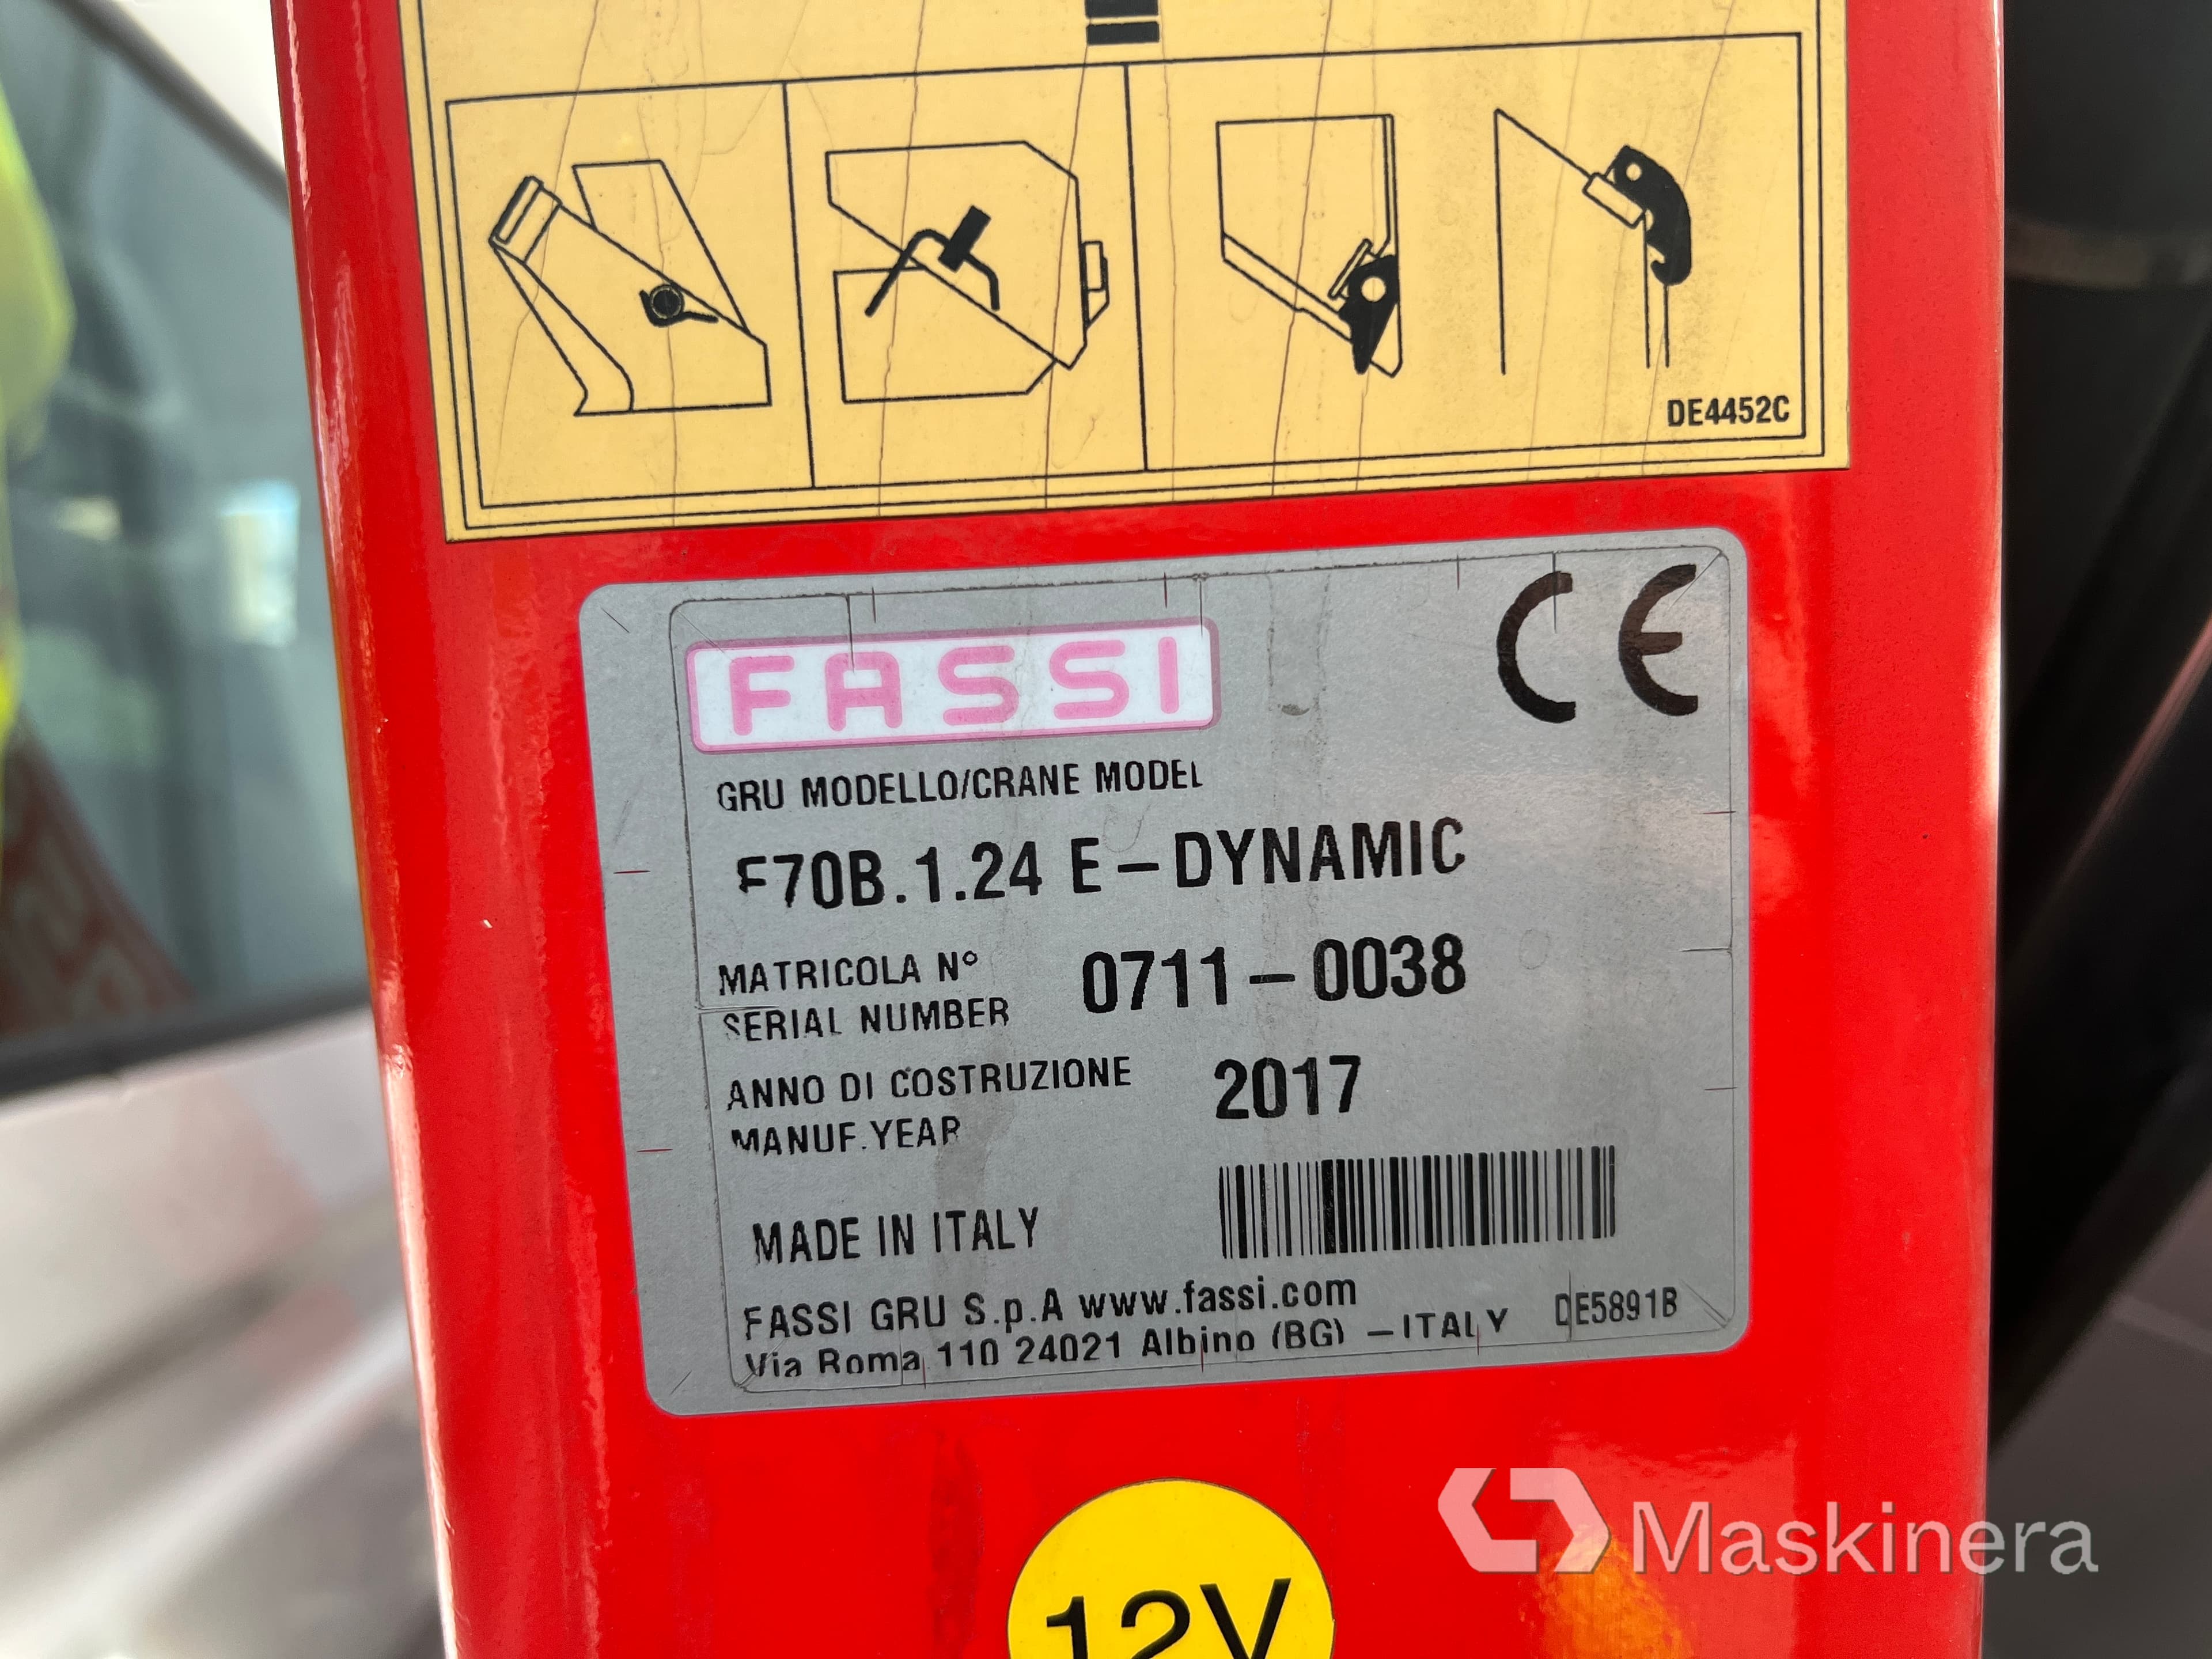 DE4452C
FASSI
CE
GRU MODELLO/CRANE MODEL
F70B.1.24 E-DYNAMIC
MATRICOLA N° 0711-0038
SERIAL NUMBER
ANNO DI COSTRUZIONE 2017
MANUF.YEAR
MADE IN ITALY
FASSI GRU S.p.A www.fassi.com
Via Roma 110 24021 Albino (BG) -ITALY DE5891B
12V
Maskinera